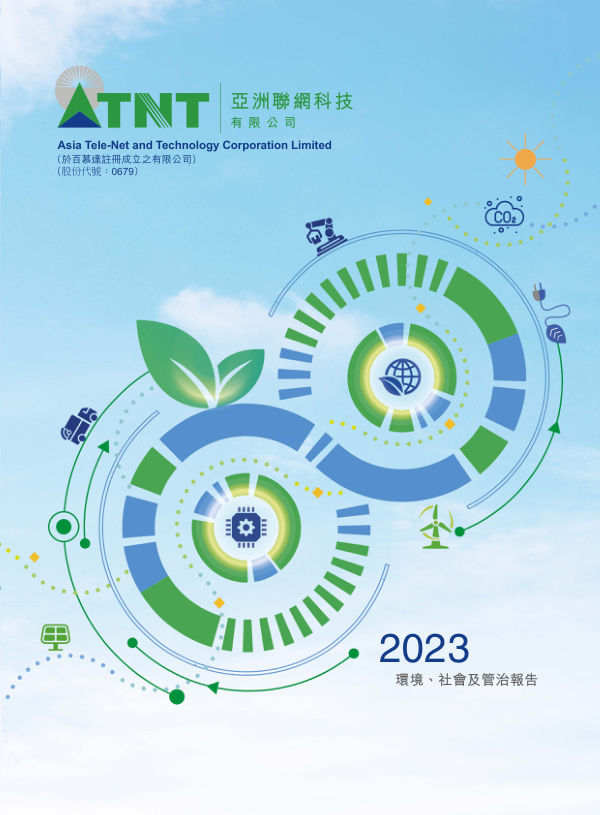 ATNT
亞洲聯網科技
有限公司
Asia Tele-Net and Technology Corporation Limited
(於百慕達註冊成立之有限公司)
(股份代號：0679)
CO2
2023
環境、社會及管治報告